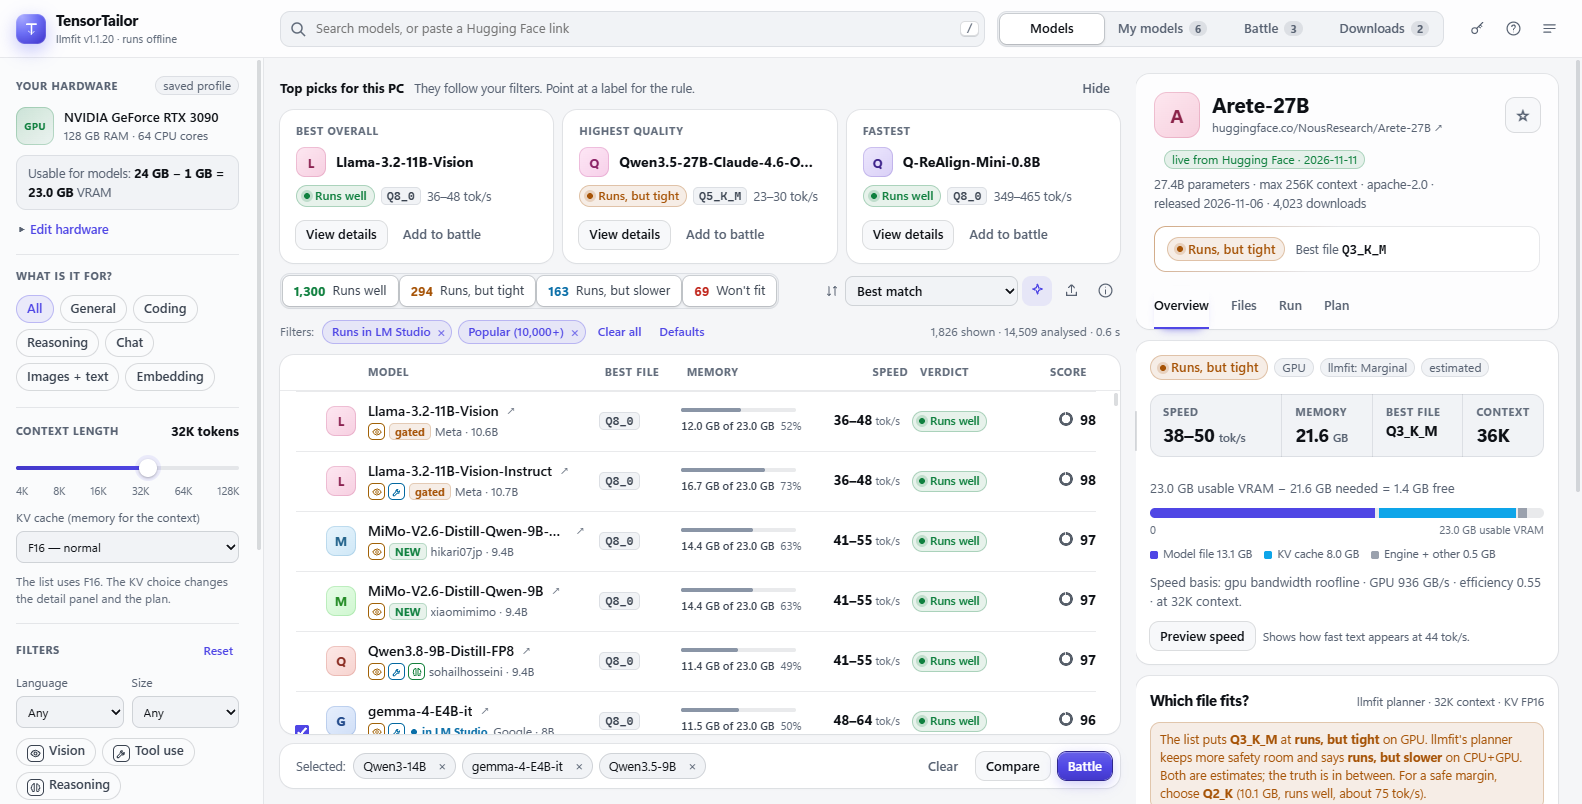 TensorTailor
llmfit v1.1.20 · runs offline
Search models, or paste a Hugging Face link
/
Models
My models 6
Battle 3
Downloads 2
YOUR HARDWARE
saved profile
GPU
NVIDIA GeForce RTX 3090
128 GB RAM · 64 CPU cores
Usable for models: 24 GB − 1 GB =
23.0 GB VRAM
▸ Edit hardware
WHAT IS IT FOR?
All
General
Coding
Reasoning
Chat
Images + text
Embedding
CONTEXT LENGTH
32K tokens
4K 8K 16K 32K 64K 128K
KV cache (memory for the context)
F16 — normal
The list uses F16. The KV choice changes
the detail panel and the plan.
FILTERS
Reset
Language
Size
Any
Any
Vision
Tool use
Reasoning
Top picks for this PC
They follow your filters. Point at a label for the rule.
Hide
BEST OVERALL
L
Llama-3.2-11B-Vision
Runs well
Q8_0
36–48 tok/s
View details
Add to battle
HIGHEST QUALITY
Q
Qwen3.5-27B-Claude-4.6-O...
Runs, but tight
Q5_K_M
23–30 tok/s
View details
Add to battle
FASTEST
Q
Q-ReAlign-Mini-0.8B
Runs well
Q8_0
349–465 tok/s
View details
Add to battle
1,300 Runs well
294 Runs, but tight
163 Runs, but slower
69 Won't fit
Best match
Filters:
Runs in LM Studio ×
Popular (10,000+) ×
Clear all
Defaults
1,826 shown · 14,509 analysed · 0.6 s
MODEL BEST FILE MEMORY SPEED VERDICT SCORE
L
Llama-3.2-11B-Vision ↗
gated Meta · 10.6B
Q8_0
12.0 GB of 23.0 GB 52%
36–48 tok/s
Runs well
98
L
Llama-3.2-11B-Vision-Instruct ↗
gated Meta · 10.7B
Q8_0
16.7 GB of 23.0 GB 73%
36–48 tok/s
Runs well
98
M
MiMo-V2.6-Distill-Qwen-9B-... ↗
NEW hikari07jp · 9.4B
Q8_0
14.4 GB of 23.0 GB 63%
41–55 tok/s
Runs well
97
M
MiMo-V2.6-Distill-Qwen-9B ↗
NEW xiaomimimo · 9.4B
Q8_0
14.4 GB of 23.0 GB 63%
41–55 tok/s
Runs well
97
Q
Qwen3.8-9B-Distill-FP8 ↗
sohailhosseini · 9.4B
Q8_0
11.4 GB of 23.0 GB 49%
41–55 tok/s
Runs well
97
G
gemma-4-E4B-it ↗
in LM Studio Google · 8B
Q8_0
11.5 GB of 23.0 GB 50%
48–64 tok/s
Runs well
96
Selected:
Qwen3-14B ×
gemma-4-E4B-it ×
Qwen3.5-9B ×
Clear
Compare
Battle
A
Arete-27B
huggingface.co/NousResearch/Arete-27B ↗
☆
live from Hugging Face · 2026-11-11
27.4B parameters · max 256K context · apache-2.0 ·
released 2026-11-06 · 4,023 downloads
Runs, but tight
Best file Q3_K_M
Overview
Files
Run
Plan
Runs, but tight
GPU
llmfit: Marginal
estimated
SPEED
38–50 tok/s
MEMORY
21.6 GB
BEST FILE
Q3_K_M
CONTEXT
36K
23.0 GB usable VRAM − 21.6 GB needed = 1.4 GB free
0
23.0 GB usable VRAM
Model file 13.1 GB
KV cache 8.0 GB
Engine + other 0.5 GB
Speed basis: gpu bandwidth roofline · GPU 936 GB/s · efficiency 0.55
· at 32K context.
Preview speed
Shows how fast text appears at 44 tok/s.
Which file fits?
llmfit planner · 32K context · KV FP16
The list puts Q3_K_M at runs, but tight on GPU. llmfit's planner
keeps more safety room and says runs, but slower on CPU+GPU.
Both are estimates; the truth is in between. For a safe margin,
choose Q2_K (10.1 GB, runs well, about 75 tok/s).